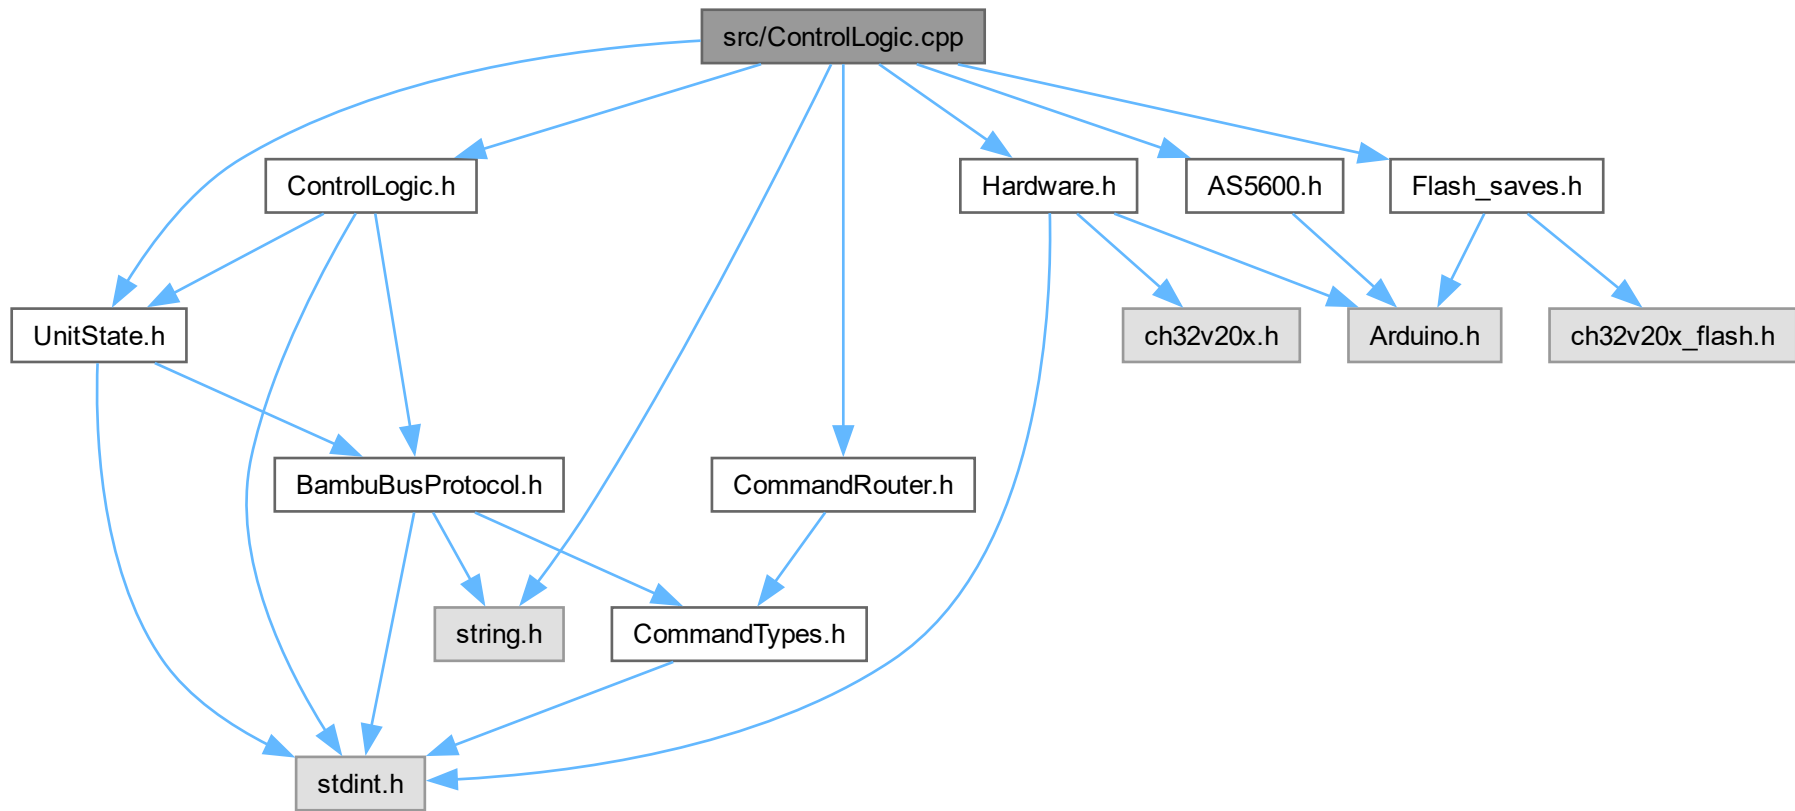 src/ControlLogic.cpp
ControlLogic.h
Hardware.h
AS5600.h
Flash_saves.h
UnitState.h
ch32v20x.h
Arduino.h
ch32v20x_flash.h
BambuBusProtocol.h
CommandRouter.h
string.h
CommandTypes.h
stdint.h